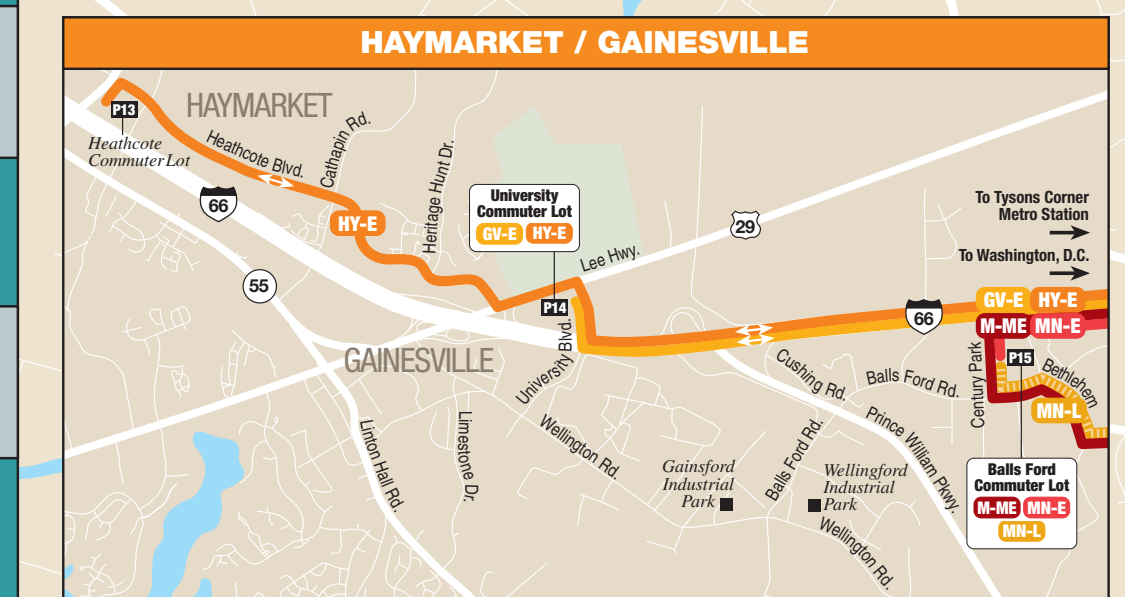 HAYMARKET / GAINESVILLE
P13
HAYMARKET
Heathcote
Commuter Lot
Heathcote Blvd.
Cathapin Rd.
Heritage Hunt Dr.
66
HY-E
University
Commuter Lot
GV-E HY-E
29
Lee Hwy.
To Tysons Corner
Metro Station
To Washington, D.C.
55
P14
66
GV-E HY-E
M-ME MN-E
GAINESVILLE
University Blvd.
Cushing Rd.
Balls Ford Rd.
Century Park
P15
Bethlehem
MN-L
Linton Hall Rd.
Limestone Dr.
Wellington Rd.
Balls Ford Rd.
Prince William Pkwy.
Gainsford
Industrial
Park
Wellingford
Industrial
Park
Wellington Rd.
Balls Ford
Commuter Lot
M-ME MN-E
MN-L